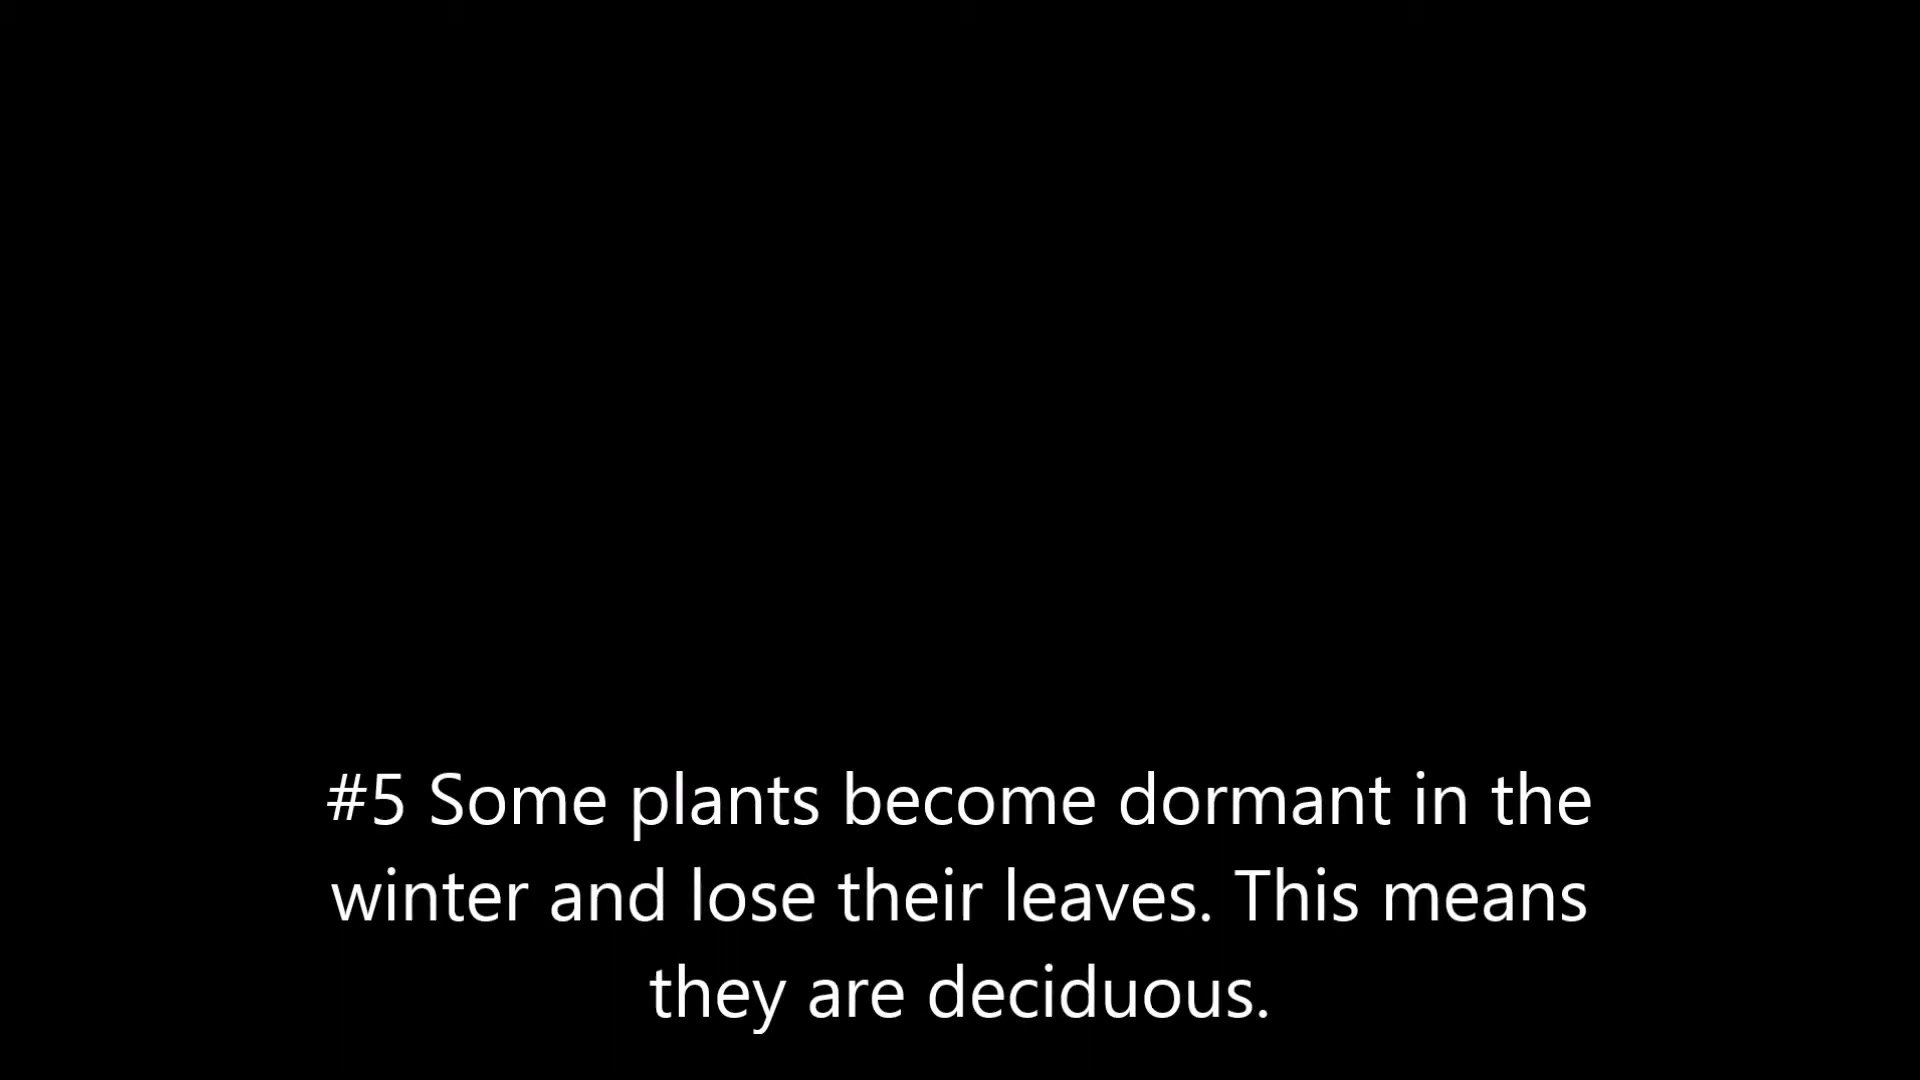 #5 Some plants become dormant in the
winter and lose their leaves. This means
they are deciduous.